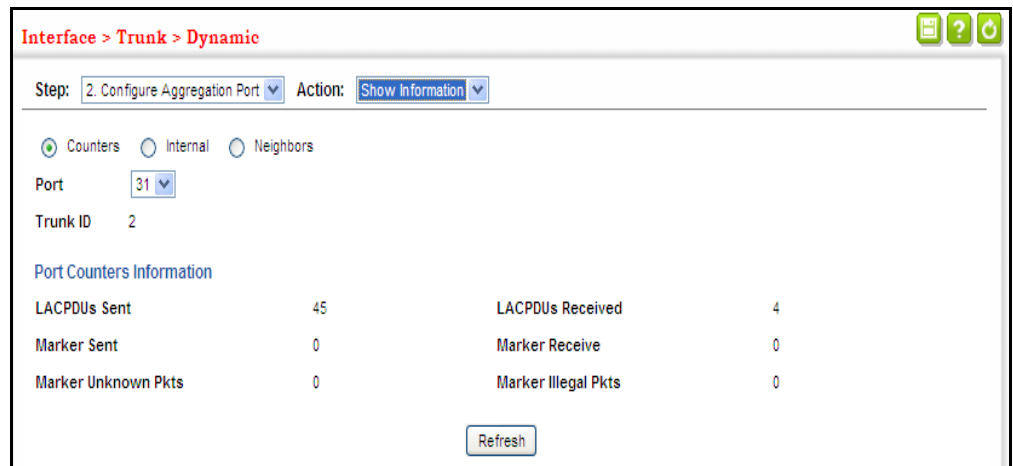 Interface > Trunk > Dynamic
?
Step: 2. Configure Aggregation Port Action: Show Information
Counters Internal Neighbors
Port 31
Trunk ID 2
Port Counters Information
LACPDUs Sent 45 LACPDUs Received 4
Marker Sent 0 Marker Receive 0
Marker Unknown Pkts 0 Marker Illegal Pkts 0
Refresh